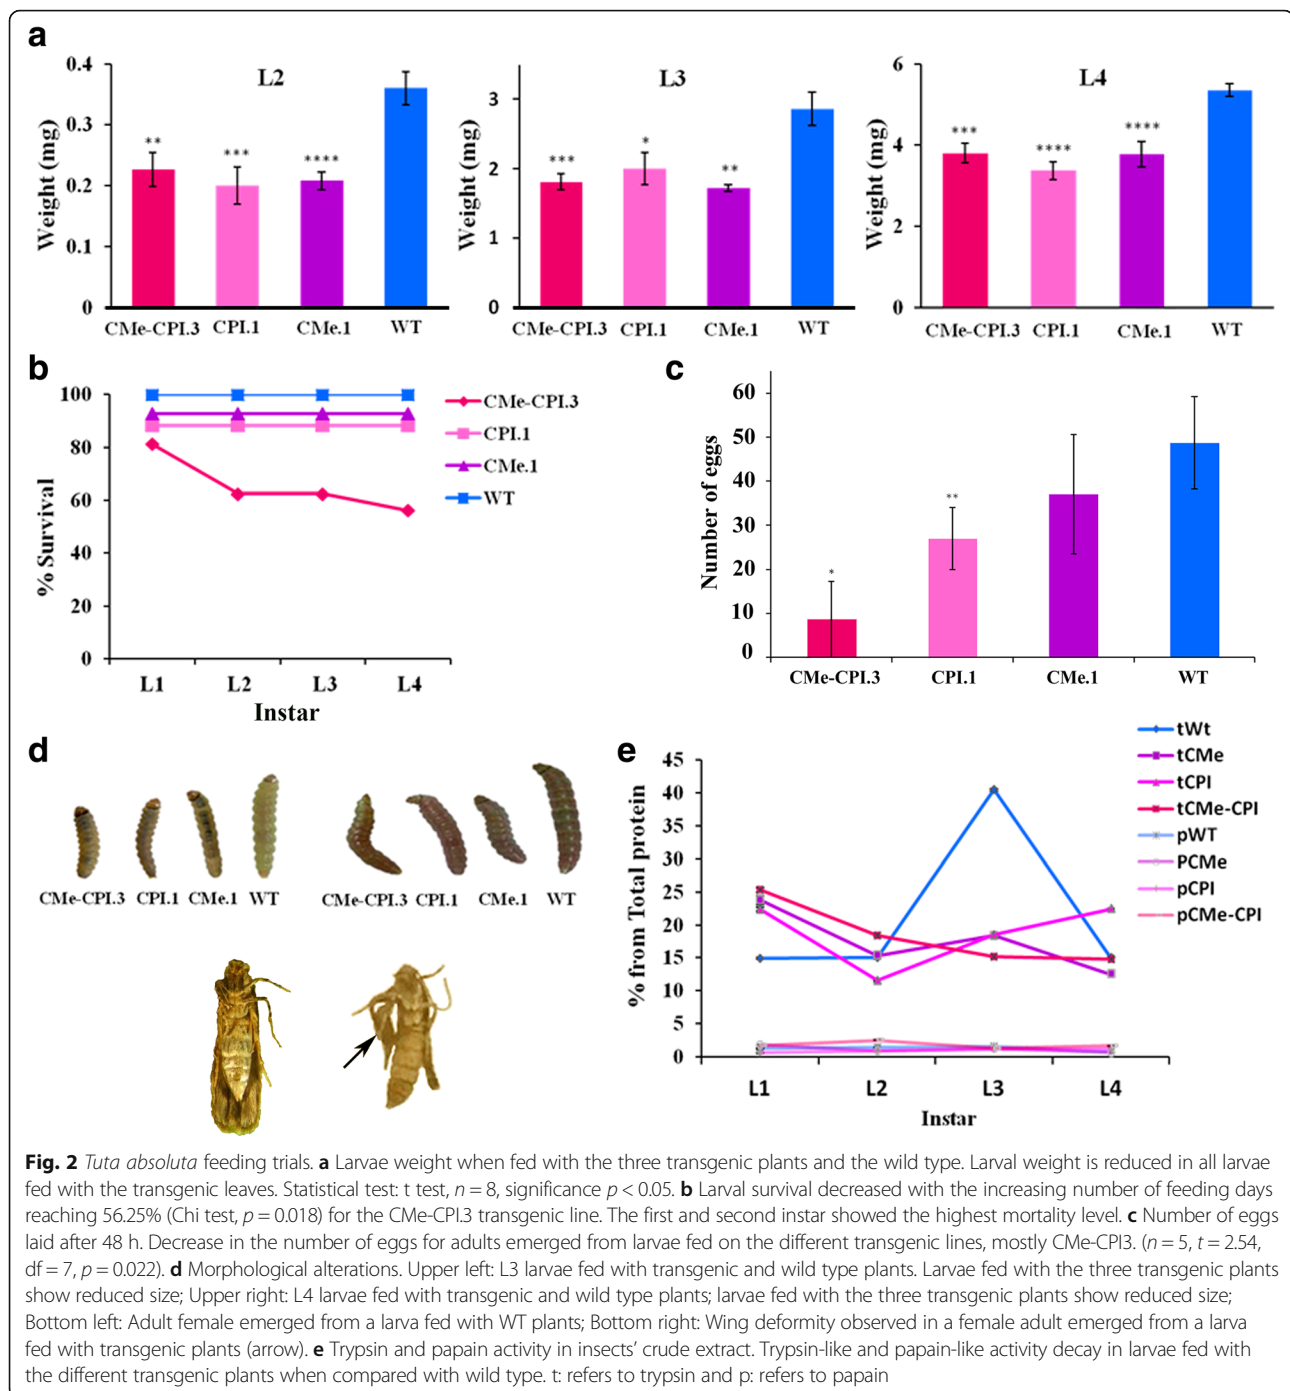 a
L2
Weight (mg)
0.4
0.3
0.2
0.1
0
**
***
****
CMe-CPI.3 CPI.1 CMe.1 WT
L3
Weight (mg)
3
2
1
0
***
*
**
CMe-CPI.3 CPI.1 CMe.1 WT
L4
Weight (mg)
6
4
2
0
***
****
****
CMe-CPI.3 CPI.1 CMe.1 WT
b
% Survival
100
80
60
40
20
0
L1 L2 L3 L4
Instar
CMe-CPI.3
CPI.1
CMe.1
WT
c
Number of eggs
60
50
40
30
20
10
0
*
**
CMe-CPI.3 CPI.1 CMe.1 WT
d
CMe-CPI.3 CPI.1 CMe.1 WT
CMe-CPI.3 CPI.1 CMe.1 WT
e
% from Total protein
45
40
35
30
25
20
15
10
5
0
L1 L2 L3 L4
Instar
tWt
tCMe
tCPI
tCMe-CPI
pWT
PCMe
pCPI
pCMe-CPI
Fig. 2 Tuta absoluta feeding trials. a Larvae weight when fed with the three transgenic plants and the wild type. Larval weight is reduced in all larvae
fed with the transgenic leaves. Statistical test: t test, n = 8, significance p < 0.05. b Larval survival decreased with the increasing number of feeding days
reaching 56.25% (Chi test, p = 0.018) for the CMe-CPI.3 transgenic line. The first and second instar showed the highest mortality level. c Number of eggs
laid after 48 h. Decrease in the number of eggs for adults emerged from larvae fed on the different transgenic lines, mostly CMe-CPI3. (n = 5, t = 2.54,
df = 7, p = 0.022). d Morphological alterations. Upper left: L3 larvae fed with transgenic and wild type plants. Larvae fed with the three transgenic plants
show reduced size; Upper right: L4 larvae fed with transgenic and wild type plants; larvae fed with the three transgenic plants show reduced size;
Bottom left: Adult female emerged from a larva fed with WT plants; Bottom right: Wing deformity observed in a female adult emerged from a larva
fed with transgenic plants (arrow). e Trypsin and papain activity in insects' crude extract. Trypsin-like and papain-like activity decay in larvae fed with
the different transgenic plants when compared with wild type. t: refers to trypsin and p: refers to papain